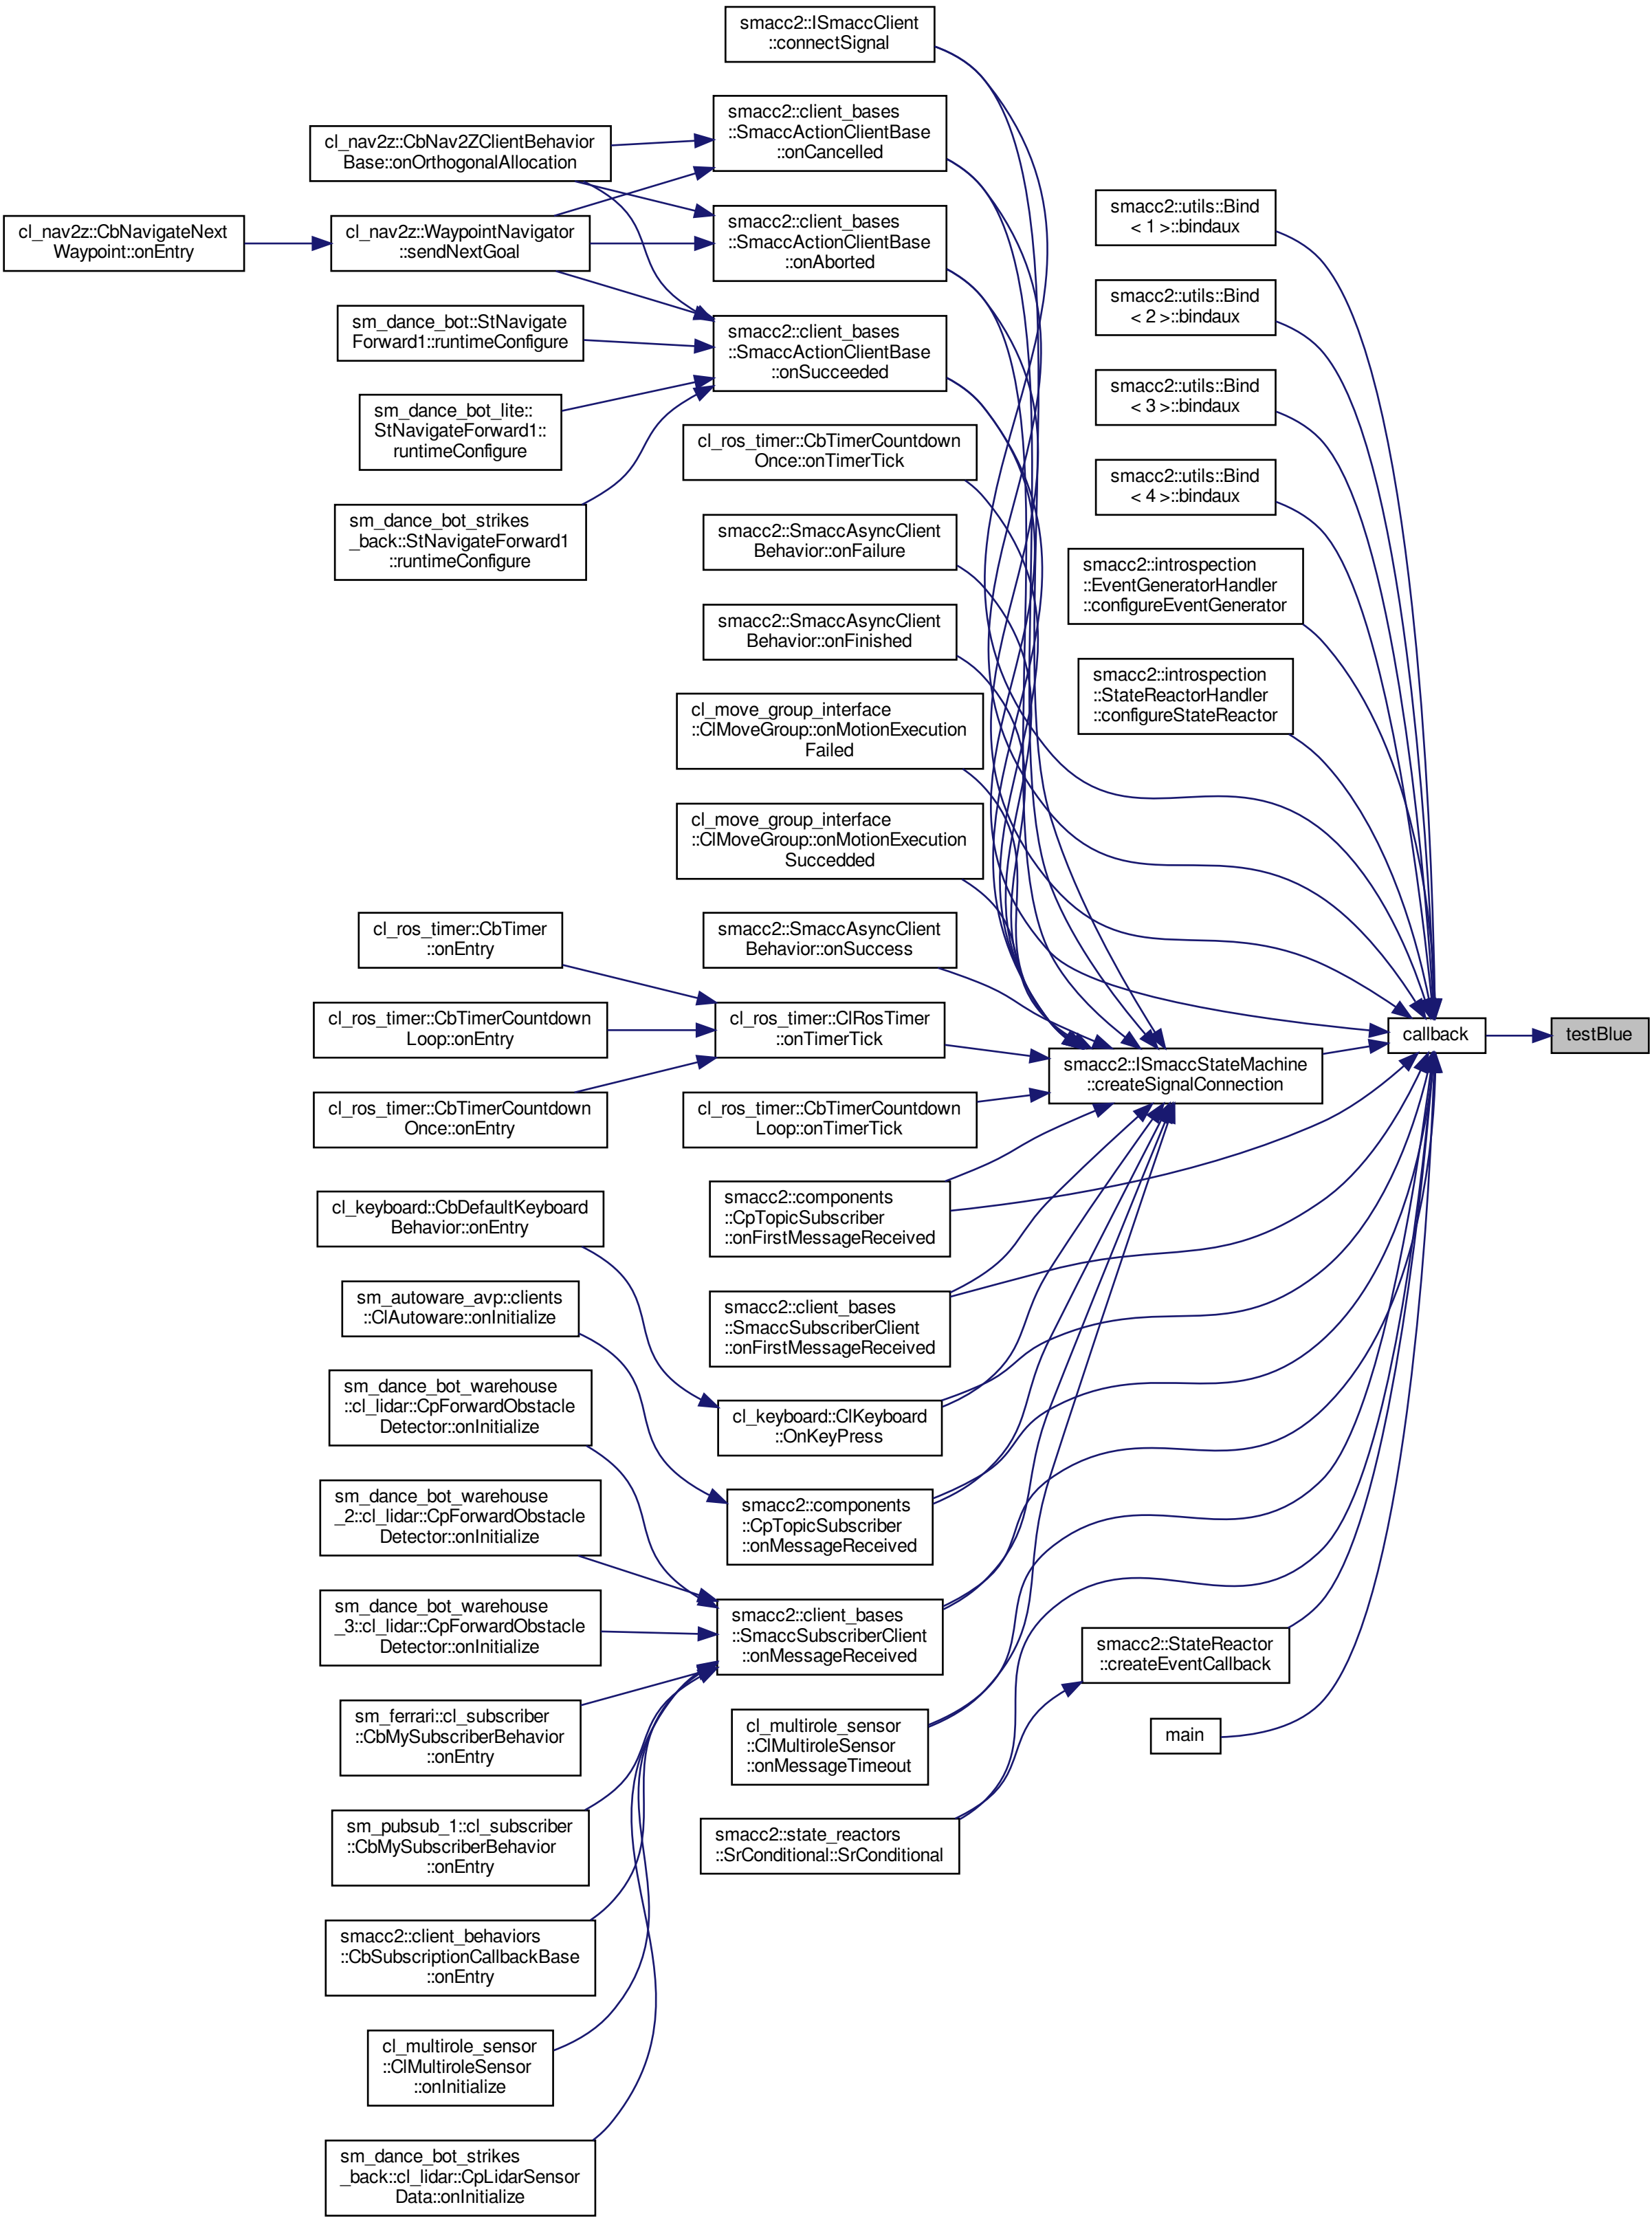 smacc2::ISmaccClient
::connectSignal
smacc2::client_bases
::SmaccActionClientBase
::onCancelled
cl_nav2z::CbNav2ZClientBehavior
Base::onOrthogonalAllocation
smacc2::utils::Bind
< 1 >::bindaux
smacc2::client_bases
::SmaccActionClientBase
::onAborted
cl_nav2z::CbNavigateNext
Waypoint::onEntry
cl_nav2z::WaypointNavigator
::sendNextGoal
smacc2::utils::Bind
< 2 >::bindaux
sm_dance_bot::StNavigate
Forward1::runtimeConfigure
smacc2::client_bases
::SmaccActionClientBase
::onSucceeded
smacc2::utils::Bind
< 3 >::bindaux
sm_dance_bot_lite::
StNavigateForward1::
runtimeConfigure
cl_ros_timer::CbTimerCountdown
Once::onTimerTick
smacc2::utils::Bind
< 4 >::bindaux
sm_dance_bot_strikes
_back::StNavigateForward1
::runtimeConfigure
smacc2::SmaccAsyncClient
Behavior::onFailure
smacc2::introspection
::EventGeneratorHandler
::configureEventGenerator
smacc2::SmaccAsyncClient
Behavior::onFinished
smacc2::introspection
::StateReactorHandler
::configureStateReactor
cl_move_group_interface
::ClMoveGroup::onMotionExecution
Failed
cl_move_group_interface
::ClMoveGroup::onMotionExecution
Succedded
cl_ros_timer::CbTimer
::onEntry
smacc2::SmaccAsyncClient
Behavior::onSuccess
cl_ros_timer::CbTimerCountdown
Loop::onEntry
cl_ros_timer::ClRosTimer
::onTimerTick
callback
testBlue
smacc2::ISmaccStateMachine
::createSignalConnection
cl_ros_timer::CbTimerCountdown
Once::onEntry
cl_ros_timer::CbTimerCountdown
Loop::onTimerTick
cl_keyboard::CbDefaultKeyboard
Behavior::onEntry
smacc2::components
::CpTopicSubscriber
::onFirstMessageReceived
sm_autoware_avp::clients
::ClAutoware::onInitialize
smacc2::client_bases
::SmaccSubscriberClient
::onFirstMessageReceived
sm_dance_bot_warehouse
::cl_lidar::CpForwardObstacle
Detector::onInitialize
cl_keyboard::ClKeyboard
::OnKeyPress
sm_dance_bot_warehouse
_2::cl_lidar::CpForwardObstacle
Detector::onInitialize
smacc2::components
::CpTopicSubscriber
::onMessageReceived
sm_dance_bot_warehouse
_3::cl_lidar::CpForwardObstacle
Detector::onInitialize
smacc2::client_bases
::SmaccSubscriberClient
::onMessageReceived
smacc2::StateReactor
::createEventCallback
sm_ferrari::cl_subscriber
::CbMySubscriberBehavior
::onEntry
cl_multirole_sensor
::ClMultiroleSensor
::onMessageTimeout
main
sm_pubsub_1::cl_subscriber
::CbMySubscriberBehavior
::onEntry
smacc2::state_reactors
::SrConditional::SrConditional
smacc2::client_behaviors
::CbSubscriptionCallbackBase
::onEntry
cl_multirole_sensor
::ClMultiroleSensor
::onInitialize
sm_dance_bot_strikes
_back::cl_lidar::CpLidarSensor
Data::onInitialize